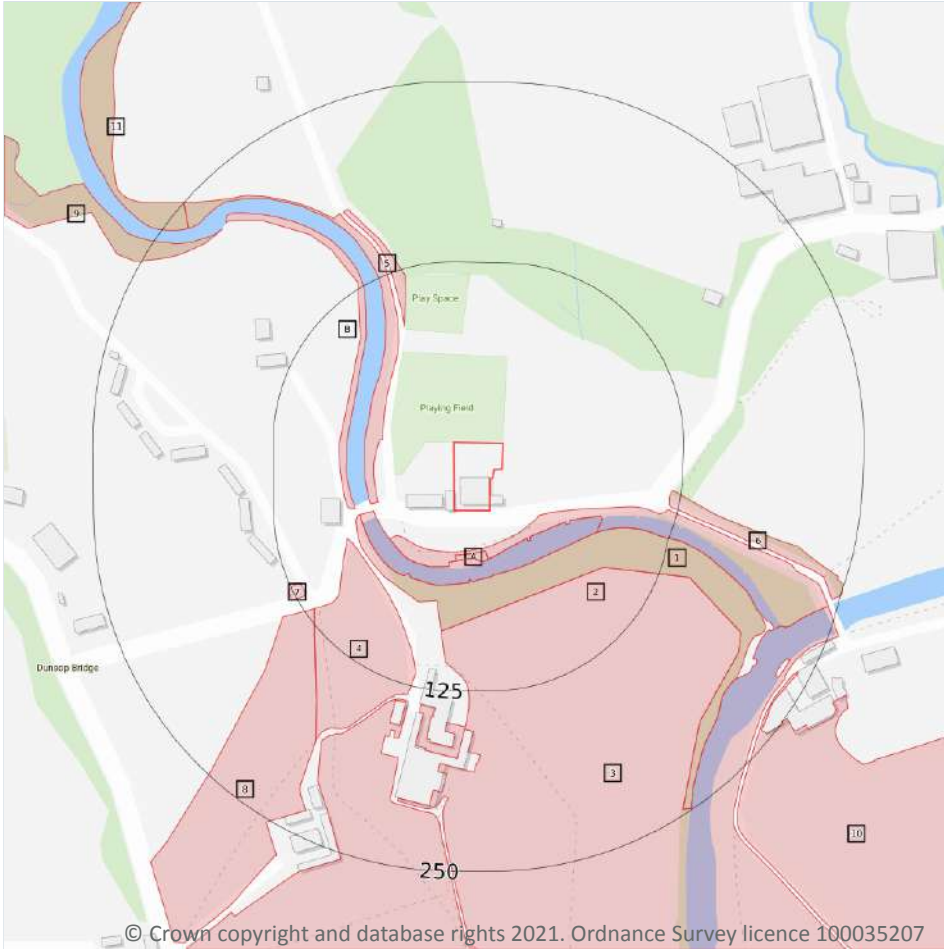 11
9
5
Play Space
B
Playing Field
A
6
1
7
2
4
Dunsop Bridge
125
3
8
10
250
© Crown copyright and database rights 2021. Ordnance Survey licence 100035207